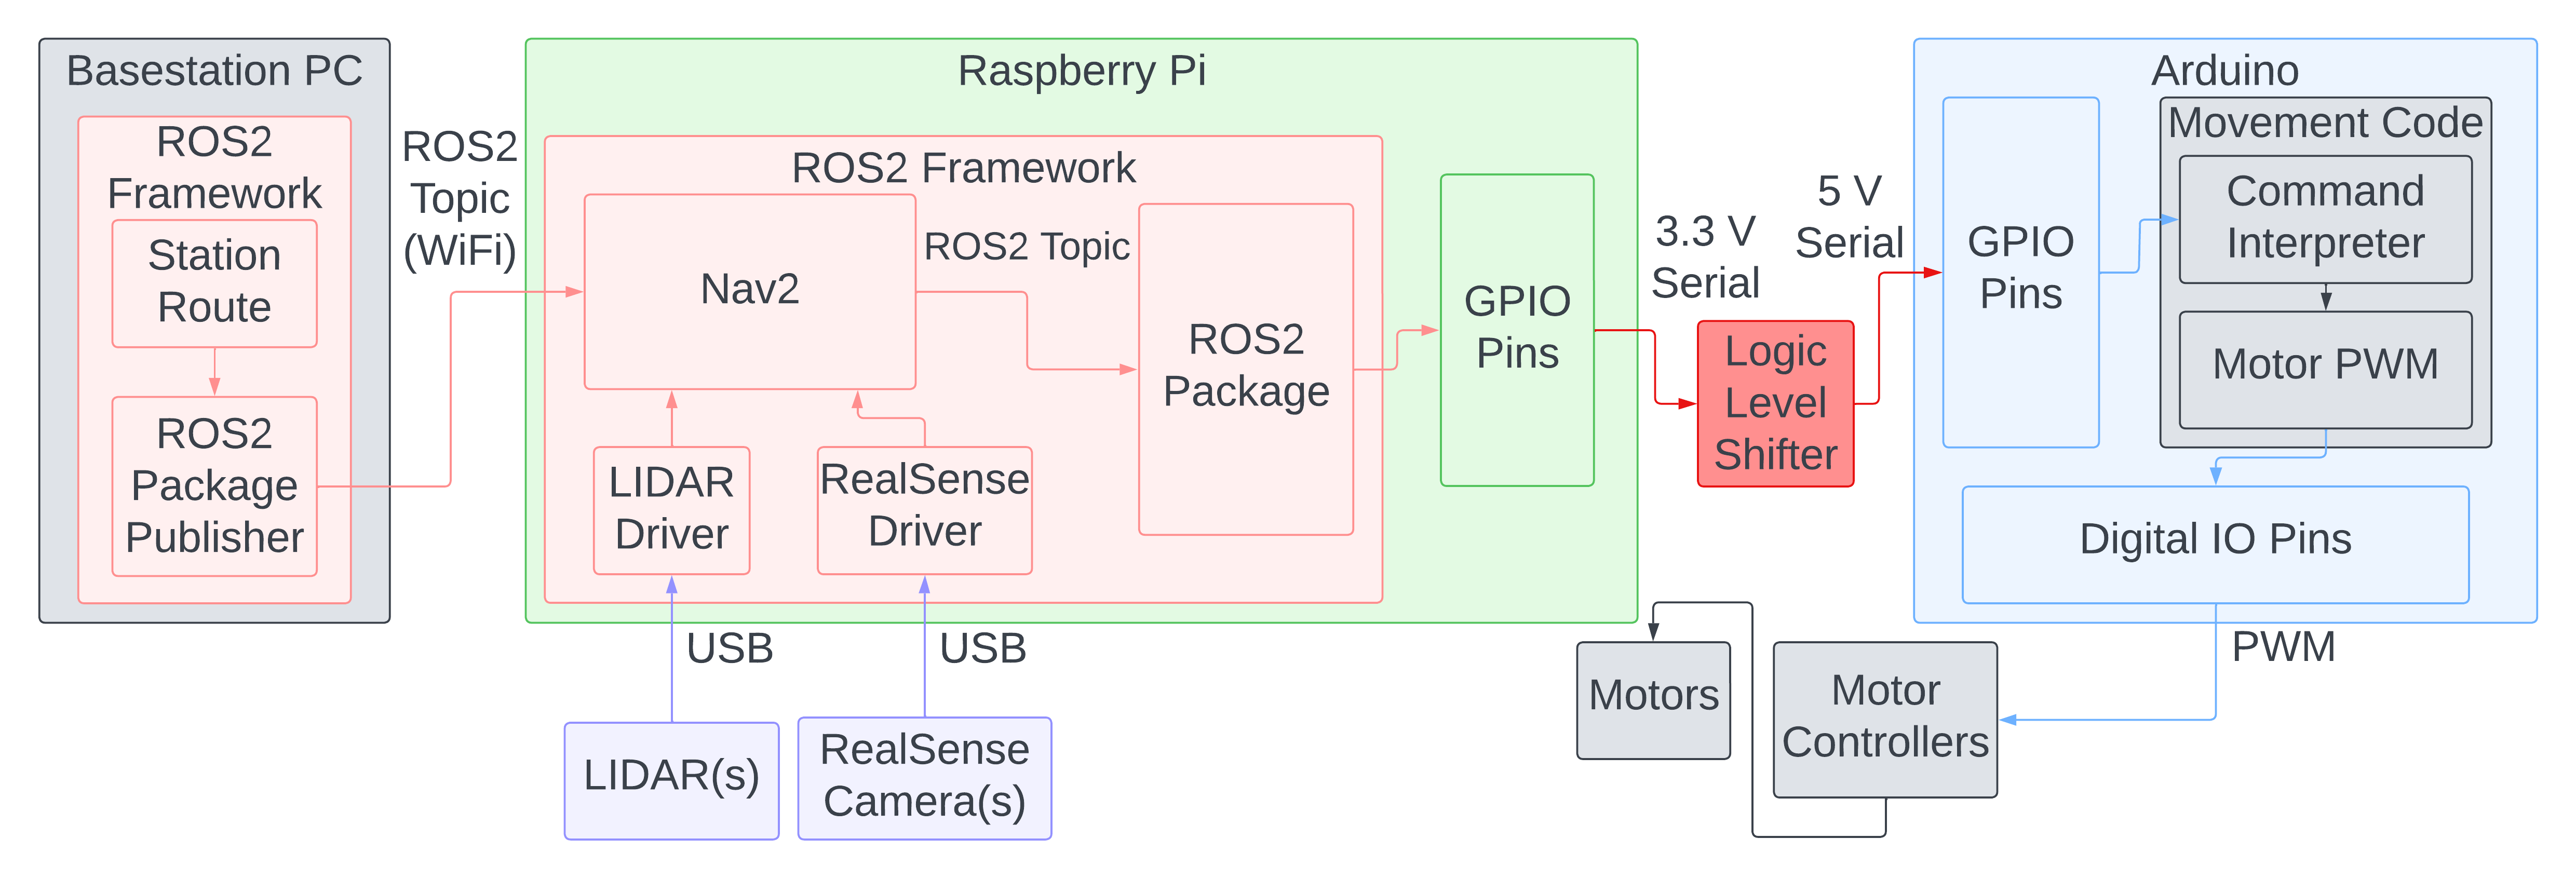 Basestation PC
ROS2
Framework
Station
Route
ROS2
Package
Publisher
ROS2
Topic
(WiFi)
Raspberry Pi
ROS2 Framework
Nav2
ROS2 Topic
ROS2
Package
LIDAR
Driver
RealSense
Driver
GPIO
Pins
USB
USB
LIDAR(s)
RealSense
Camera(s)
3.3 V
Serial
Logic
Level
Shifter
5 V
Serial
Arduino
GPIO
Pins
Movement Code
Command
Interpreter
Motor PWM
Digital IO Pins
PWM
Motor
Controllers
Motors